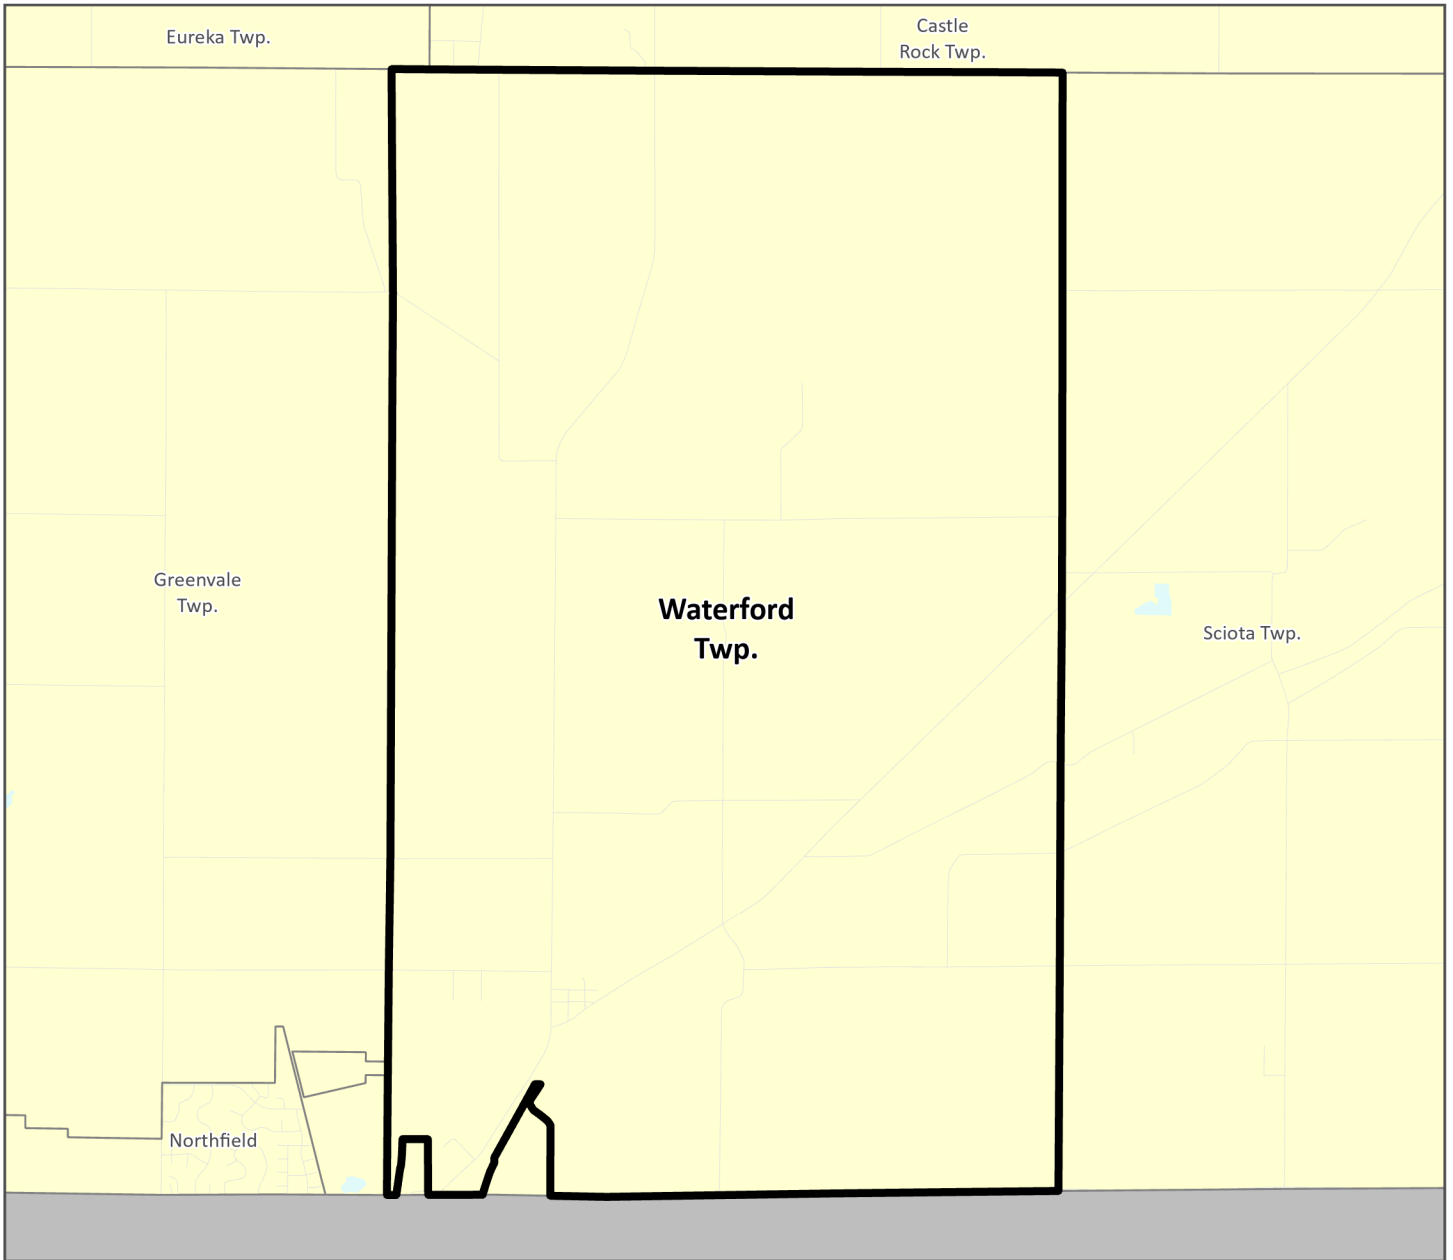 Eureka Twp.
Castle
Rock Twp.
Greenvale
Twp.
Waterford
Twp.
Sciota Twp.
Northfield